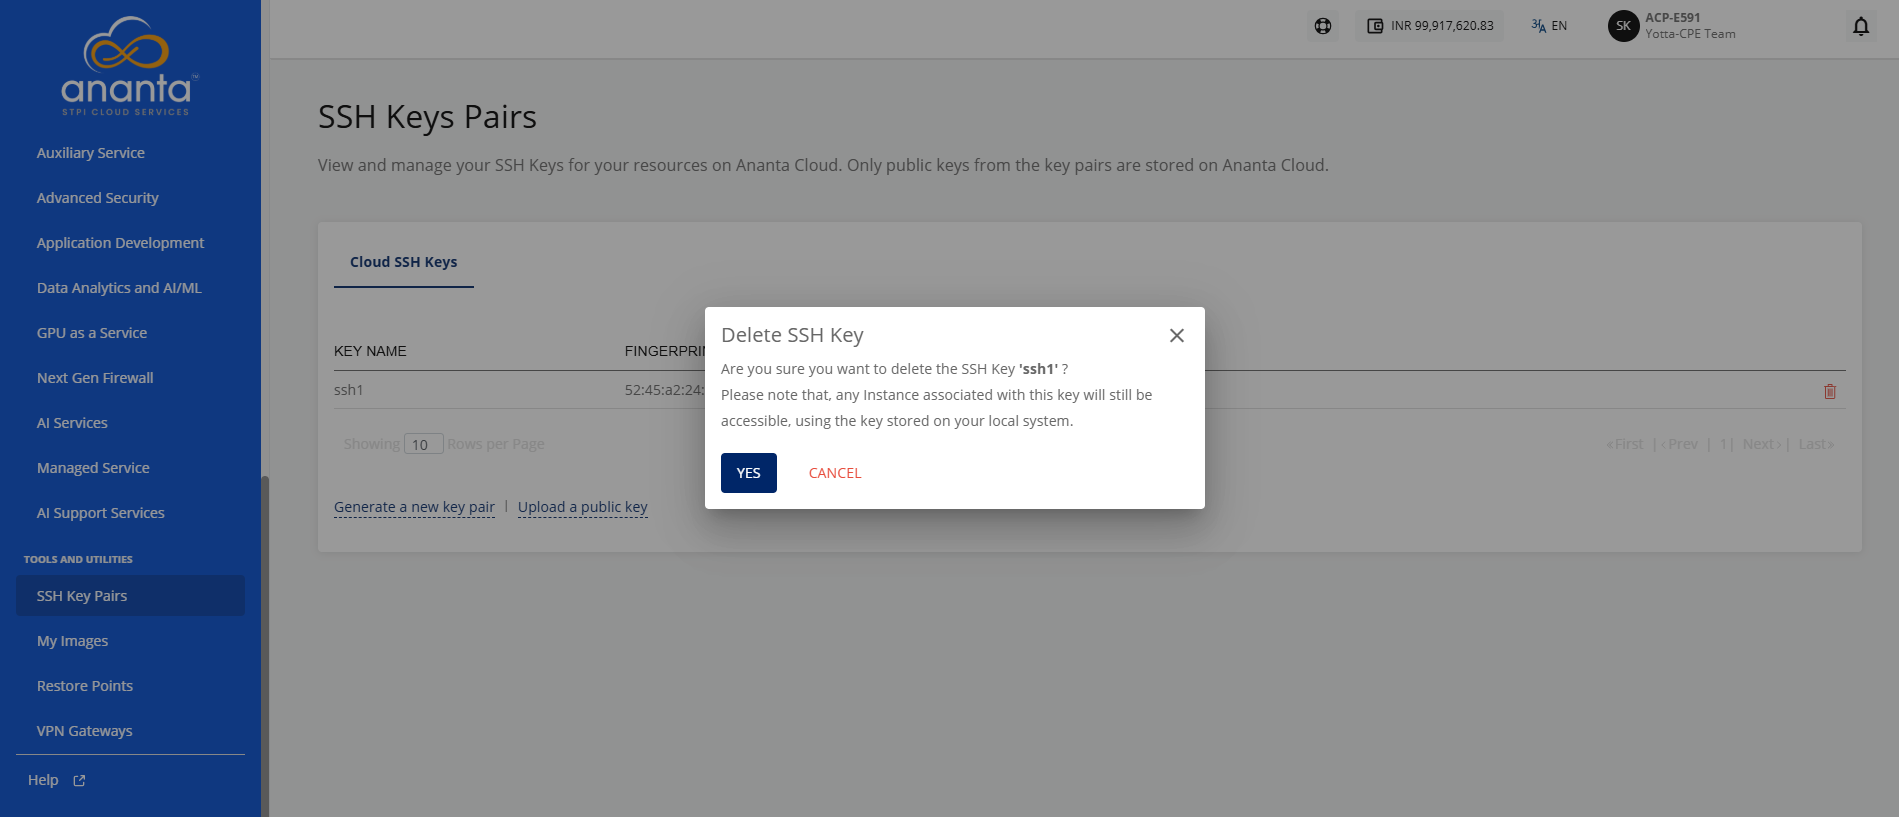 ananta
STPI CLOUD SERVICES
Auxiliary Service
Advanced Security
Application Development
Data Analytics and AI/ML
GPU as a Service
Next Gen Firewall
AI Services
Managed Service
AI Support Services
TOOLS AND UTILITIES
SSH Key Pairs
My Images
Restore Points
VPN Gateways
Help
INR 99,917,620.83
EN
SK
ACP-E591
Yotta-CPE Team
SSH Keys Pairs
View and manage your SSH Keys for your resources on Ananta Cloud. Only public keys from the key pairs are stored on Ananta Cloud.
Cloud SSH Keys
KEY NAME
ssh1 52:45:a2:24:
Showing 10 Rows per Page
«First | ‹Prev | 1 | Next› | Last»
Generate a new key pair | Upload a public key
Delete SSH Key
Are you sure you want to delete the SSH Key 'ssh1' ?
Please note that, any Instance associated with this key will still be
accessible, using the key stored on your local system.
YES CANCEL